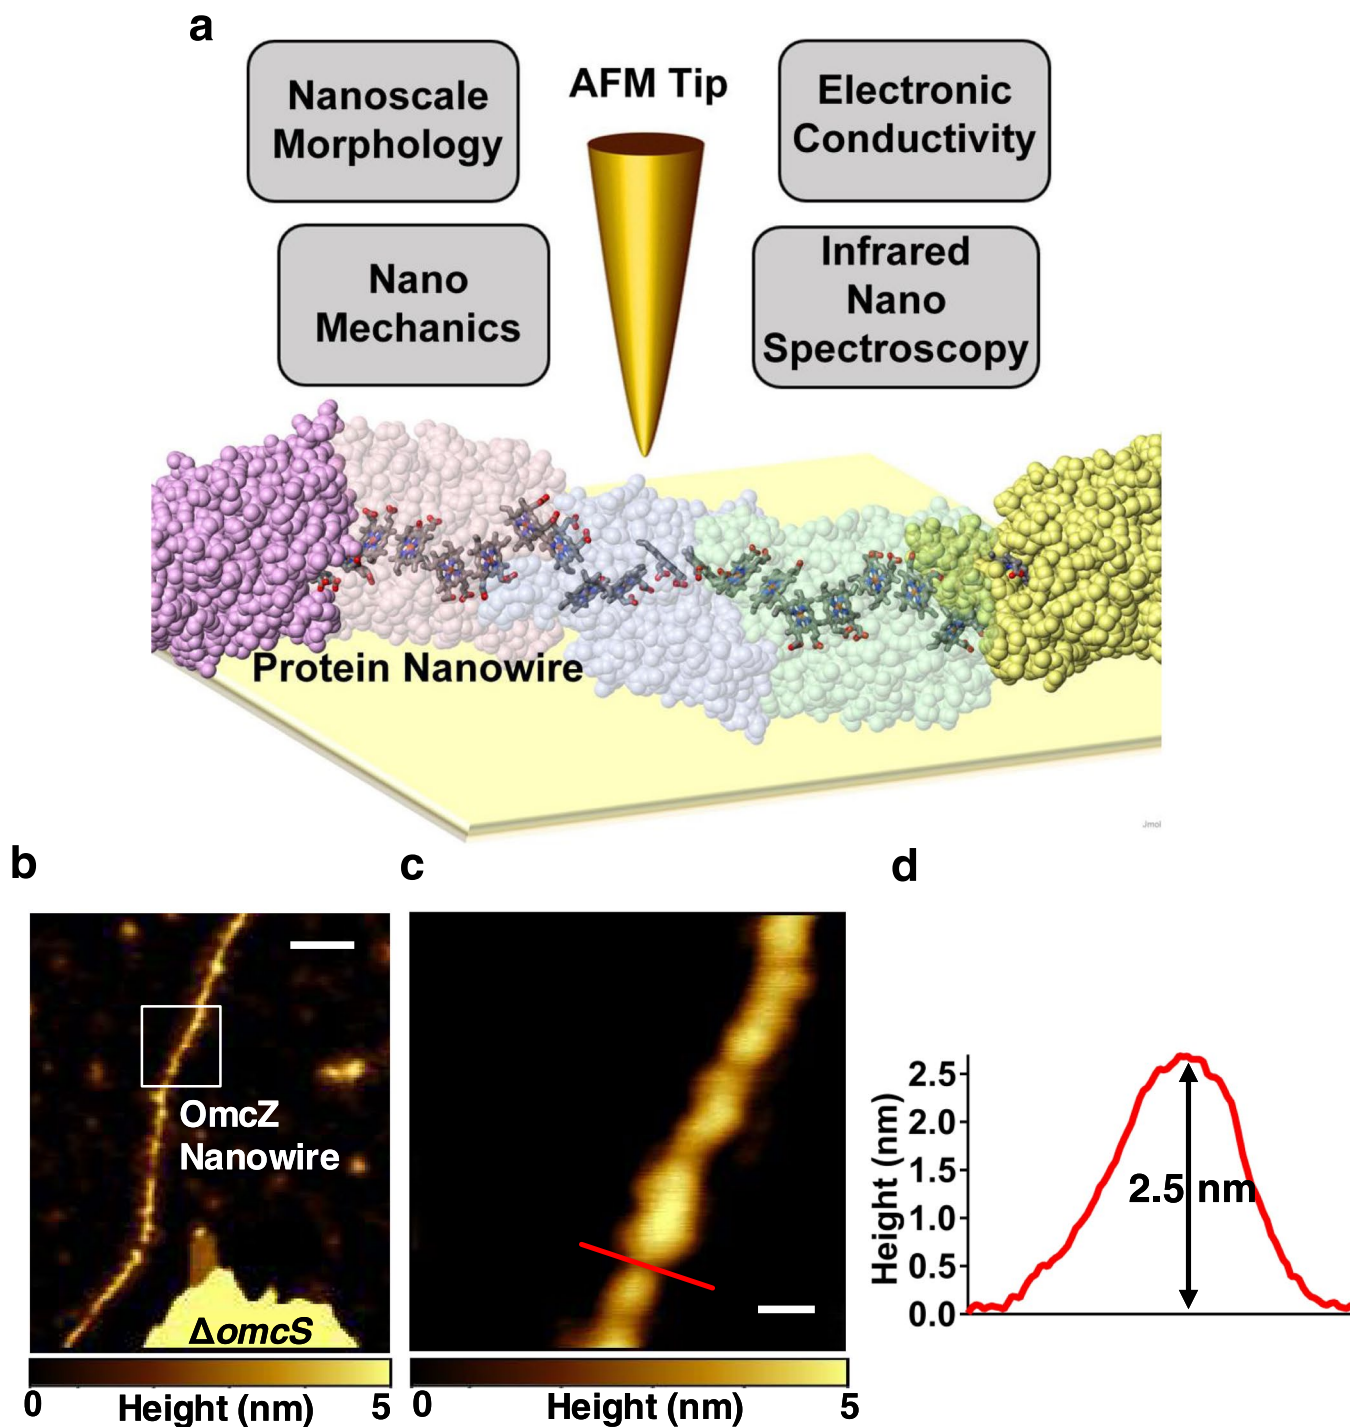 a
Nanoscale
Morphology
AFM Tip
Electronic
Conductivity
Nano
Mechanics
Infrared
Nano
Spectroscopy
Protein Nanowire
Jmol
b
c
d
OmcZ
Nanowire
ΔomcS
0
5
Height (nm)
0
5
Height (nm)
Height (nm)
2.5
2.0
1.5
1.0
0.5
0.0
2.5 nm